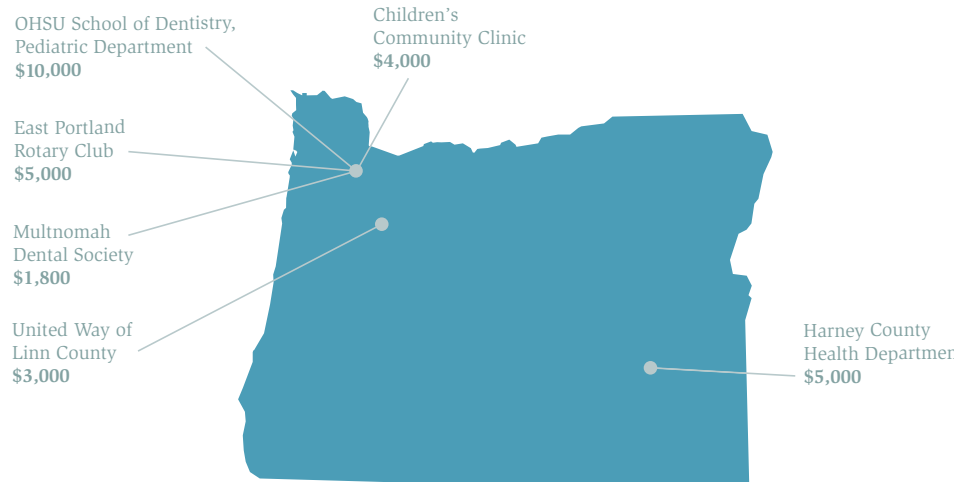 OHSU School of Dentistry,
Pediatric Department
$10,000
Children's
Community Clinic
$4,000
East Portland
Rotary Club
$5,000
Multnomah
Dental Society
$1,800
United Way of
Linn County
$3,000
Harney County
Health Departmen
$5,000